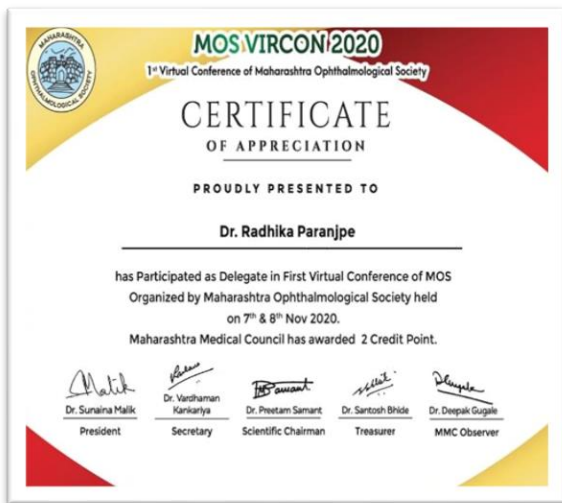 MAHARASHTRA
OPHTHALMOLOGICAL SOCIETY
MOS VIRCON 2020
1st Virtual Conference of Maharashtra Ophthalmological Society
CERTIFICATE
OF APPRECIATION
PROUDLY PRESENTED TO
Dr. Radhika Paranjpe
has Participated as Delegate in First Virtual Conference of MOS
Organized by Maharashtra Ophthalmological Society held
on 7th & 8th Nov 2020.
Maharashtra Medical Council has awarded 2 Credit Point.
Dr. Sunaina Malik
President
Dr. Vardhaman
Kankariya
Secretary
Dr. Preetam Samant
Scientific Chairman
Dr. Santosh Bhide
Treasurer
Dr. Deepak Gugale
MMC Observer